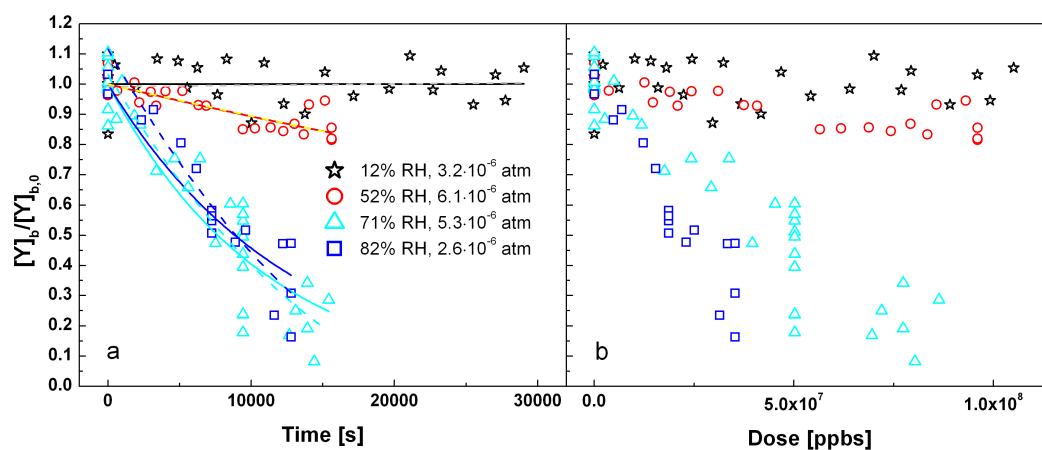 1.2
1.1
1.0
0.9
0.8
0.7
0.6
0.5
0.4
0.3
0.2
0.1
0.0
[Y]b/[Y]b,0
12% RH, 3.2·10-6 atm
52% RH, 6.1·10-6 atm
71% RH, 5.3·10-6 atm
82% RH, 2.6·10-6 atm
a
b
0 10000 20000 30000
0.0 5.0x107 1.0x108
Time [s]
Dose [ppbs]